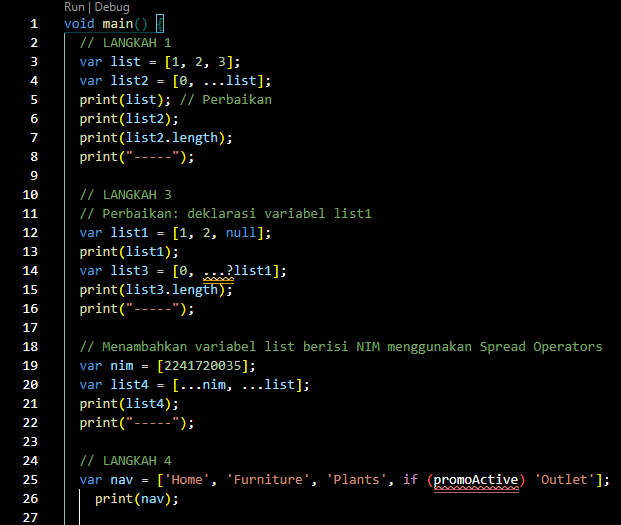 Run | Debug
1 void main() {
2 // LANGKAH 1
3 var list = [1, 2, 3];
4 var list2 = [0, ...list];
5 print(list); // Perbaikan
6 print(list2);
7 print(list2.length);
8 print("-----");
9
10 // LANGKAH 3
11 // Perbaikan: deklarasi variabel list1
12 var list1 = [1, 2, null];
13 print(list1);
14 var list3 = [0, ...?list1];
15 print(list3.length);
16 print("-----");
17
18 // Menambahkan variabel list berisi NIM menggunakan Spread Operators
19 var nim = [2241720035];
20 var list4 = [...nim, ...list];
21 print(list4);
22 print("-----");
23
24 // LANGKAH 4
25 var nav = ['Home', 'Furniture', 'Plants', if (promoActive) 'Outlet'];
26 print(nav);
27